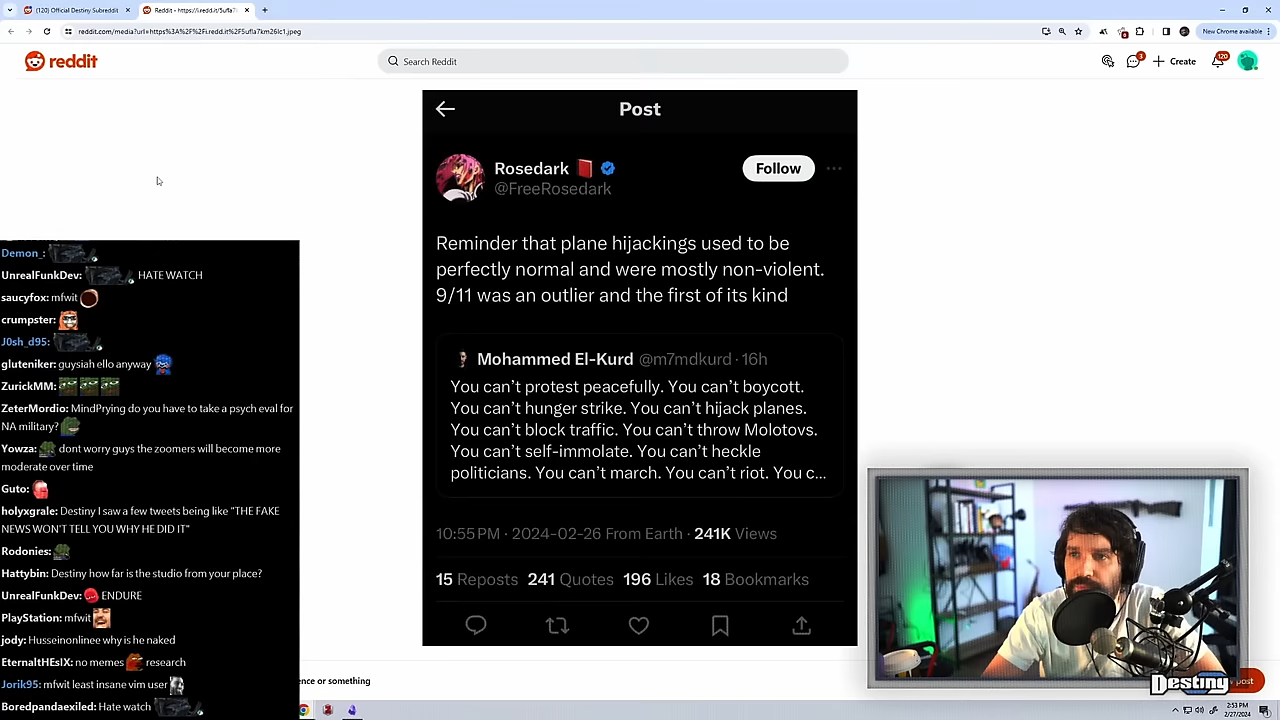 (120) Official Destiny Subreddit
Reddit • https://i.redd.it/5ufla7
reddit.com/media?url=https%3A%2F%2Fi.redd.it%2F5ufla7km26lc1.jpeg
New Chrome available
reddit
Search Reddit
3
Create
120
Post
Rosedark
@FreeRosedark
Follow
Reminder that plane hijackings used to be
perfectly normal and were mostly non-violent.
9/11 was an outlier and the first of its kind
Mohammed El-Kurd @m7mdkurd · 16h
You can't protest peacefully. You can't boycott.
You can't hunger strike. You can't hijack planes.
You can't block traffic. You can't throw Molotovs.
You can't self-immolate. You can't heckle
politicians. You can't march. You can't riot. You c...
10:55 PM · 2024-02-26 From Earth · 241K Views
15 Reposts 241 Quotes 196 Likes 18 Bookmarks
Demon_:
UnrealFunkDev: HATE WATCH
saucyfox: mfwit
crumpster:
J0sh_d95:
gluteniker: guysiah ello anyway
ZurickMM:
ZeterMordio: MindPrying do you have to take a psych eval for
NA military?
Yowza: dont worry guys the zoomers will become more
moderate over time
Guto:
holyxgrale: Destiny I saw a few tweets being like "THE FAKE
NEWS WON'T TELL YOU WHY HE DID IT"
Rodonies:
Hattybin: Destiny how far is the studio from your place?
UnrealFunkDev: ENDURE
PlayStation: mfwit
jody: Husseinonlinee why is he naked
EternaltHEsIX: no memes research
Jorik95: mfwit least insane vim user
Boredpandaexiled: Hate watch
ence or something
post
Destiny
2:53 PM
2/27/2024